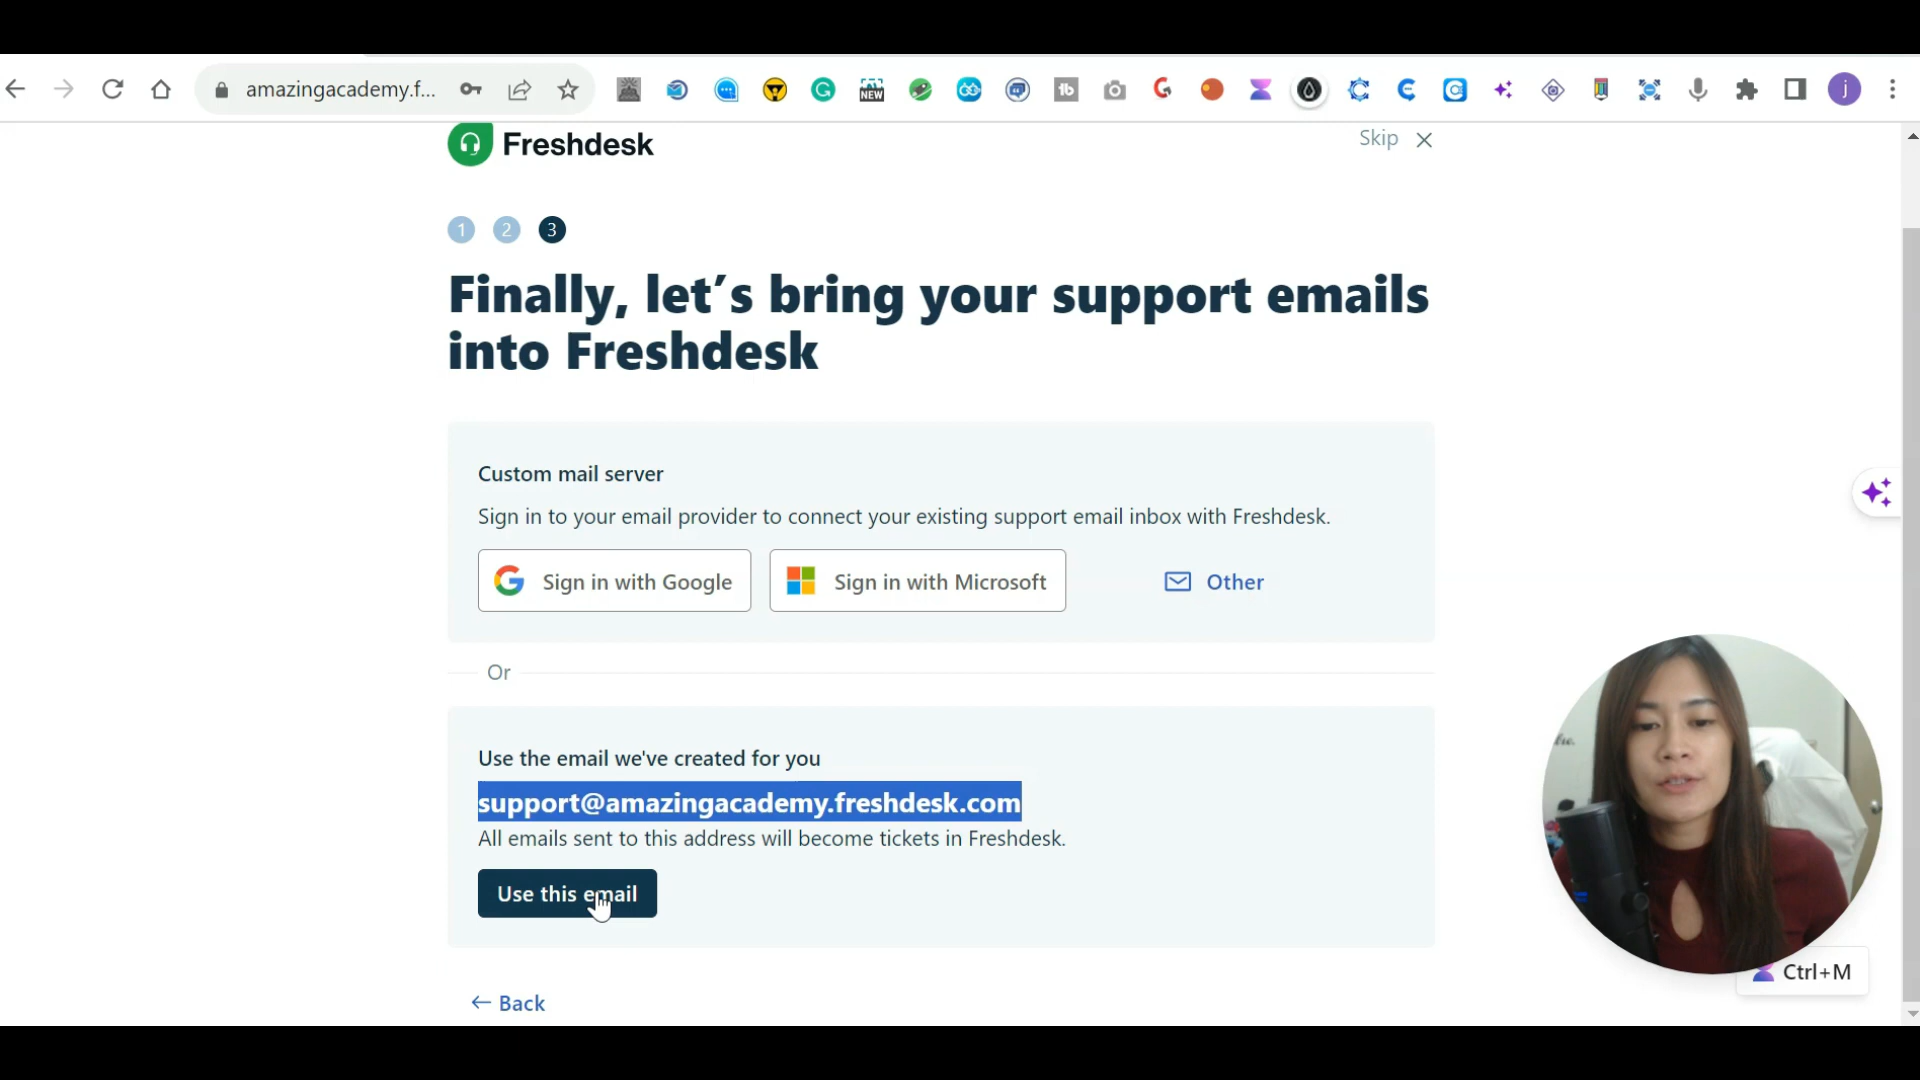 amazingacademy.f...
NEW
tb
j
Freshdesk
Skip
1 2 3
Finally, let's bring your support emails
into Freshdesk
Custom mail server
Sign in to your email provider to connect your existing support email inbox with Freshdesk.
Sign in with Google
Sign in with Microsoft
Other
Or
Use the email we've created for you
support@amazingacademy.freshdesk.com
All emails sent to this address will become tickets in Freshdesk.
Use this email
Ctrl+M
← Back